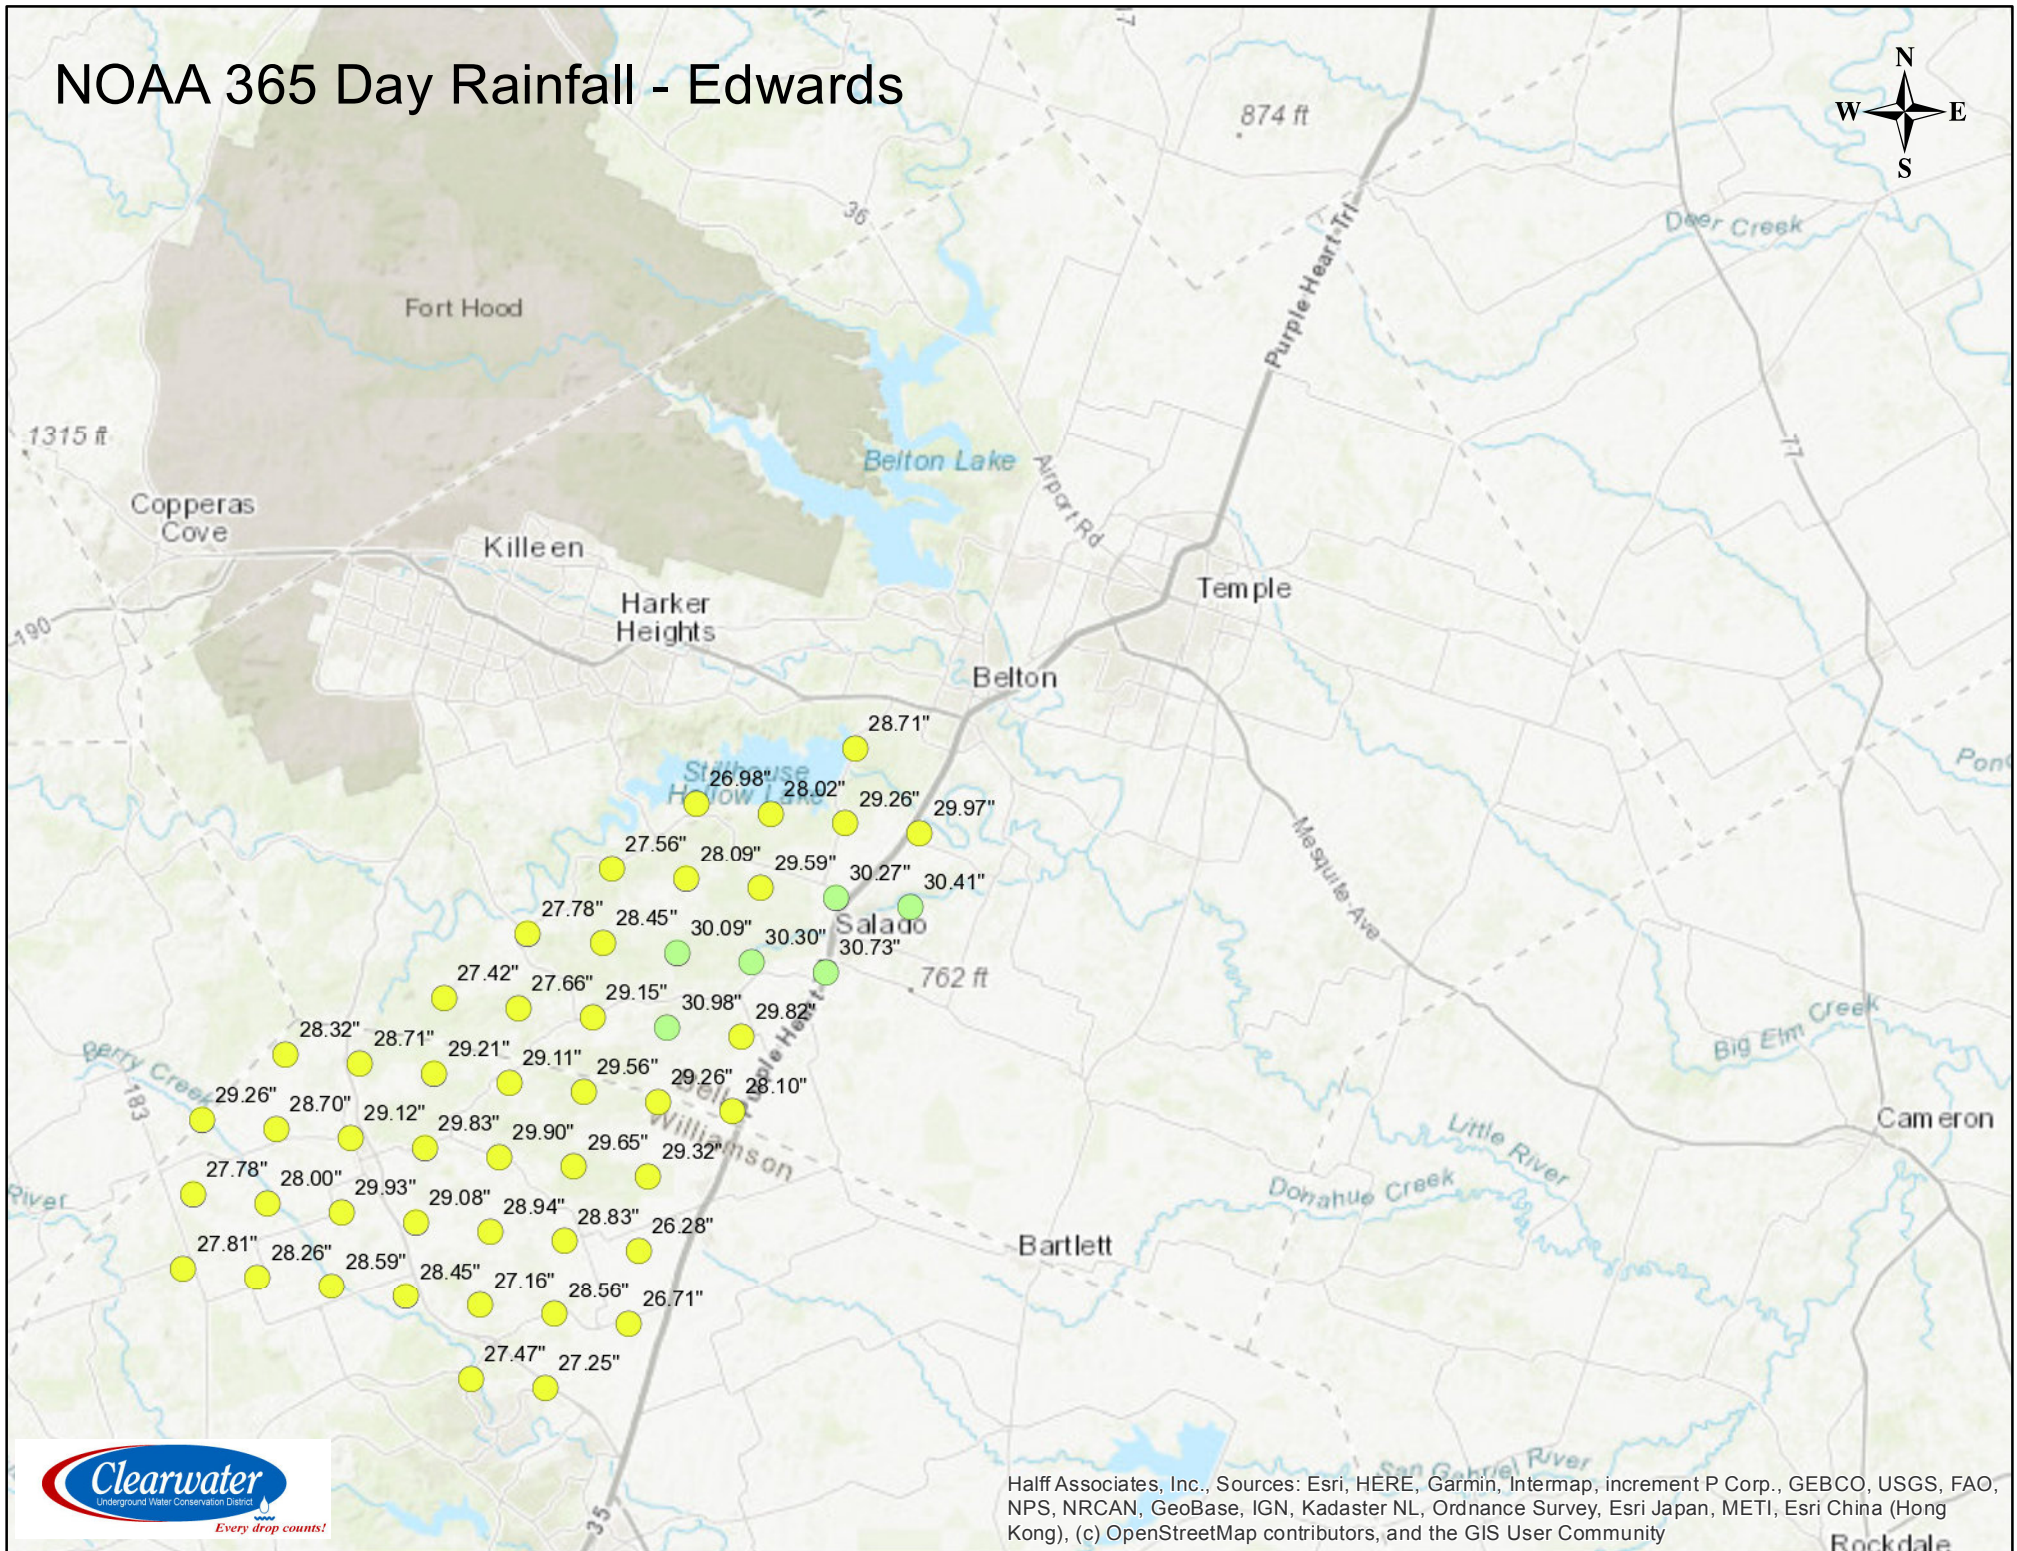 NOAA 365 Day Rainfall - Edwards
N
W
E
S
17
874 ft
36
Deer Creek
Purple Heart Trl
Fort Hood
1315 ft
Belton Lake
Airport Rd
77
Copperas
Cove
Killeen
Temple
Harker
Heights
190
Belton
28.71"
Stillhouse
Hollow Lake
26.98"
28.02"
29.26"
29.97"
Mesquite Ave
27.56"
28.09"
29.59"
30.27"
30.41"
Salado
27.78"
28.45"
30.09"
30.30"
30.73"
762 ft
27.42"
27.66"
29.15"
30.98"
29.82"
Purple Heart
Big Elm Creek
28.32"
28.71"
29.21"
29.11"
29.56"
29.26"
28.10"
Berry Creek
183
Bell
Williamson
29.26"
28.70"
29.12"
29.83"
29.90"
29.65"
29.32"
Cameron
Little River
Donahue Creek
River
27.78"
28.00"
29.93"
29.08"
28.94"
28.83"
26.28"
Bartlett
27.81"
28.26"
28.59"
28.45"
27.16"
28.56"
26.71"
27.47"
27.25"
San Gabriel River
35
Clearwater
Underground Water Conservation District
Every drop counts!
Halff Associates, Inc., Sources: Esri, HERE, Garmin, Intermap, increment P Corp., GEBCO, USGS, FAO,
NPS, NRCAN, GeoBase, IGN, Kadaster NL, Ordnance Survey, Esri Japan, METI, Esri China (Hong
Kong), (c) OpenStreetMap contributors, and the GIS User Community
Rockdale